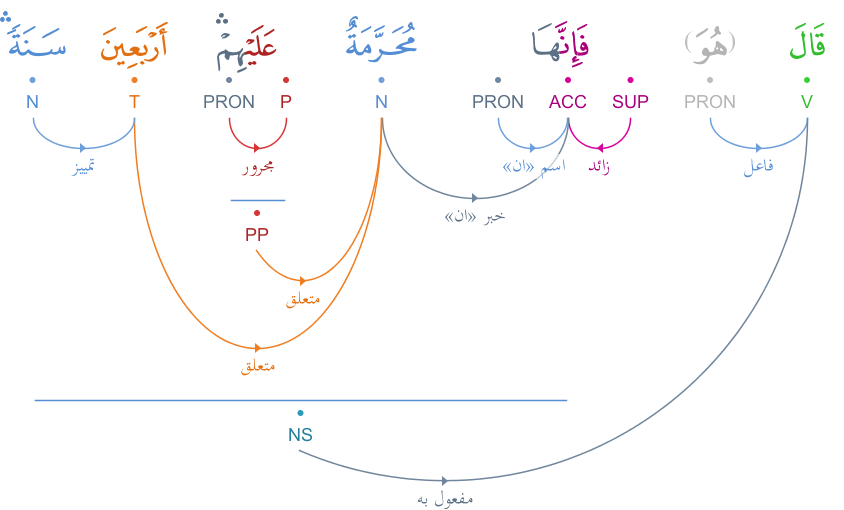 قَالَ (هُوَ) فَإِنَّهَا مُحَرَّمَةٌ عَلَيْهِمْ ۛ أَرْبَعِينَ سَنَةً ۛ
V PRON SUP ACC PRON N P PRON T N
فاعل زائد اسم «ان» مجرور تمييز
خبر «ان»
PP
متعلق
متعلق
NS
مفعول به